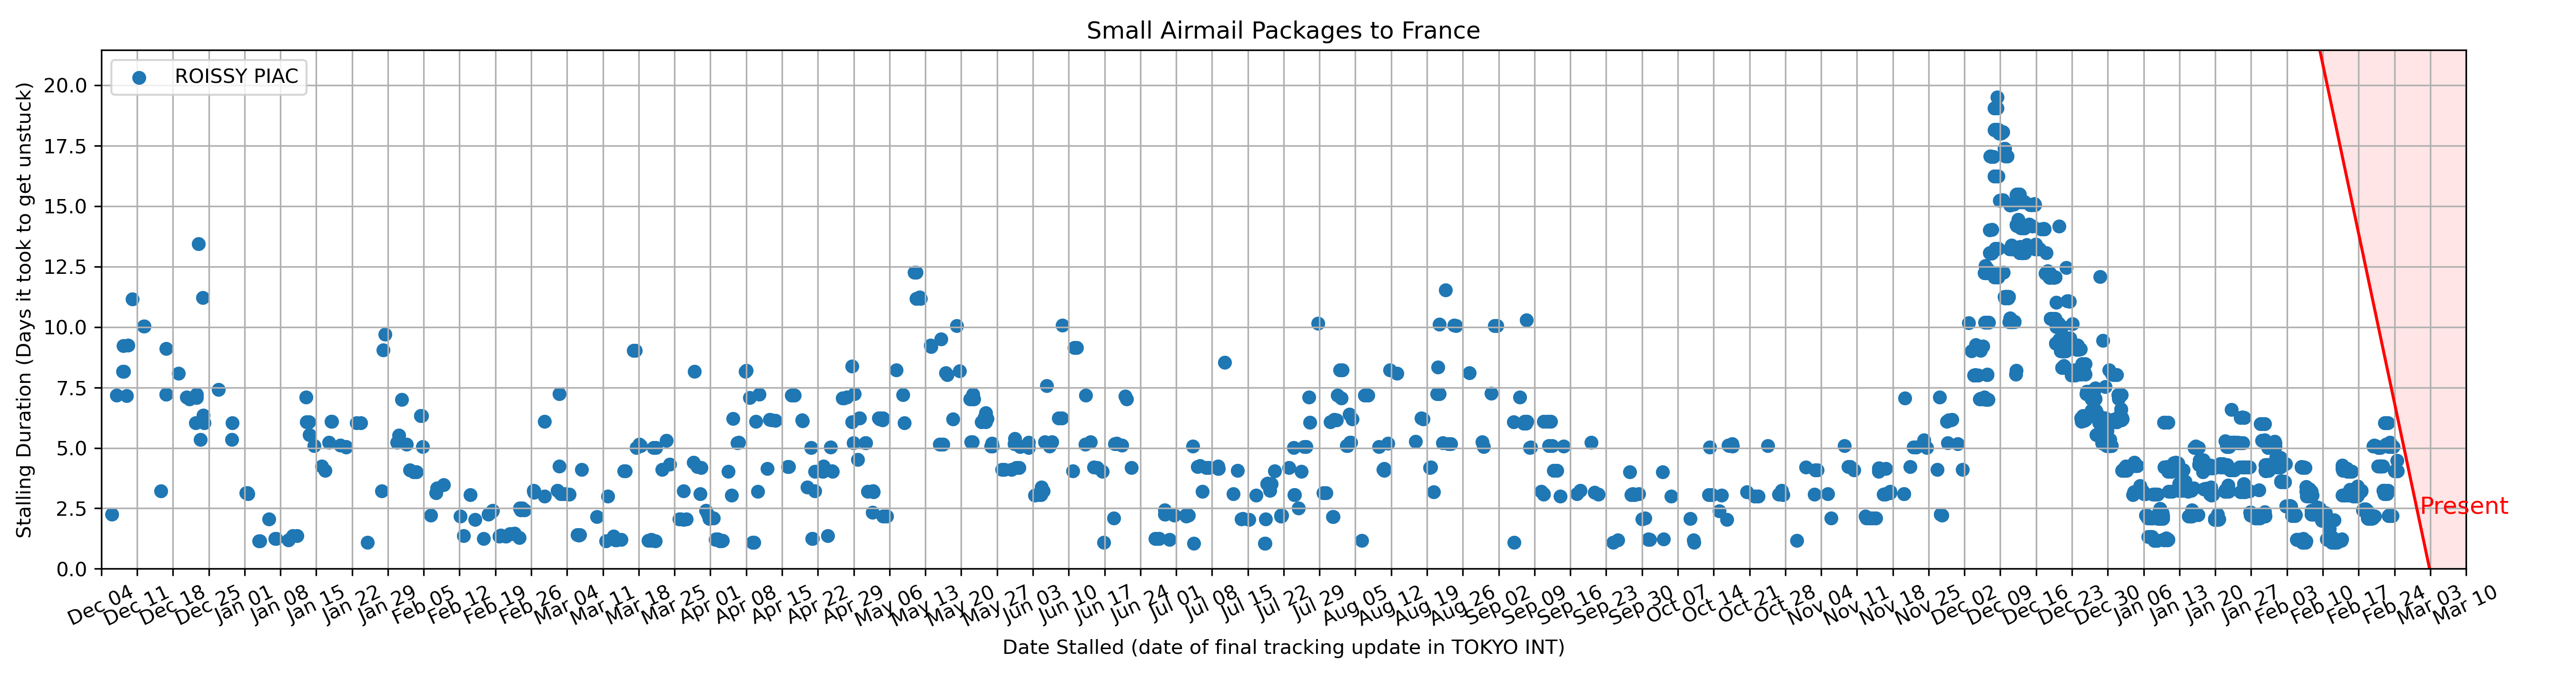 Small Airmail Packages to France
ROISSY PIAC
Stalling Duration (Days it took to get unstuck)
20.0
17.5
15.0
12.5
10.0
7.5
5.0
2.5
0.0
Present
Dec 04 Dec 11 Dec 18 Dec 25 Jan 01 Jan 08 Jan 15 Jan 22 Jan 29 Feb 05 Feb 12 Feb 19 Feb 26 Mar 04 Mar 11 Mar 18 Mar 25 Apr 01 Apr 08 Apr 15 Apr 22 Apr 29 May 06 May 13 May 20 May 27 Jun 03 Jun 10 Jun 17 Jun 24 Jul 01 Jul 08 Jul 15 Jul 22 Jul 29 Aug 05 Aug 12 Aug 19 Aug 26 Sep 02 Sep 09 Sep 16 Sep 23 Sep 30 Oct 07 Oct 14 Oct 21 Oct 28 Nov 04 Nov 11 Nov 18 Nov 25 Dec 02 Dec 09 Dec 16 Dec 23 Dec 30 Jan 06 Jan 13 Jan 20 Jan 27 Feb 03 Feb 10 Feb 17 Feb 24 Mar 03 Mar 10
Date Stalled (date of final tracking update in TOKYO INT)